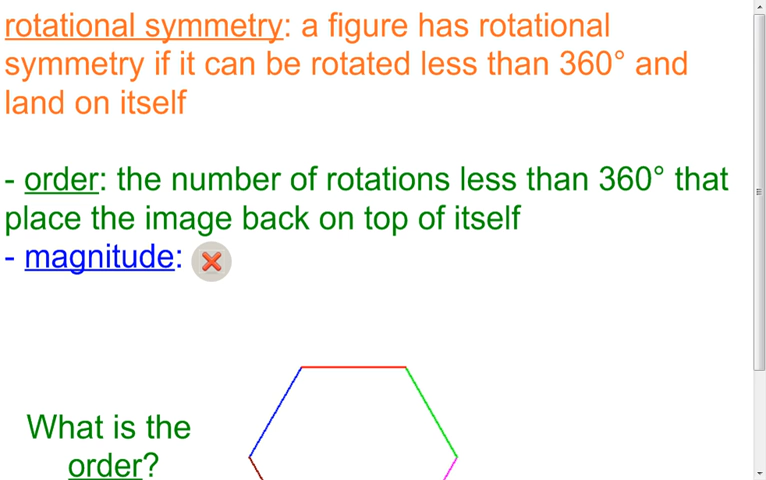 rotational symmetry: a figure has rotational
symmetry if it can be rotated less than 360° and
land on itself
- order: the number of rotations less than 360° that
place the image back on top of itself
- magnitude:
What is the
order?